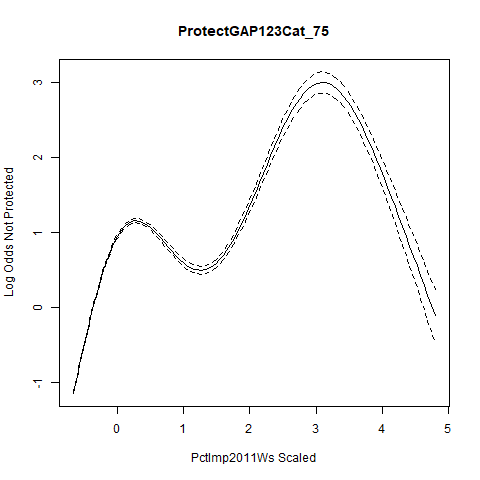 ProtectGAP123Cat_75
Log Odds Not Protected
3
2
1
0
-1
0 1 2 3 4 5
PctImp2011Ws Scaled